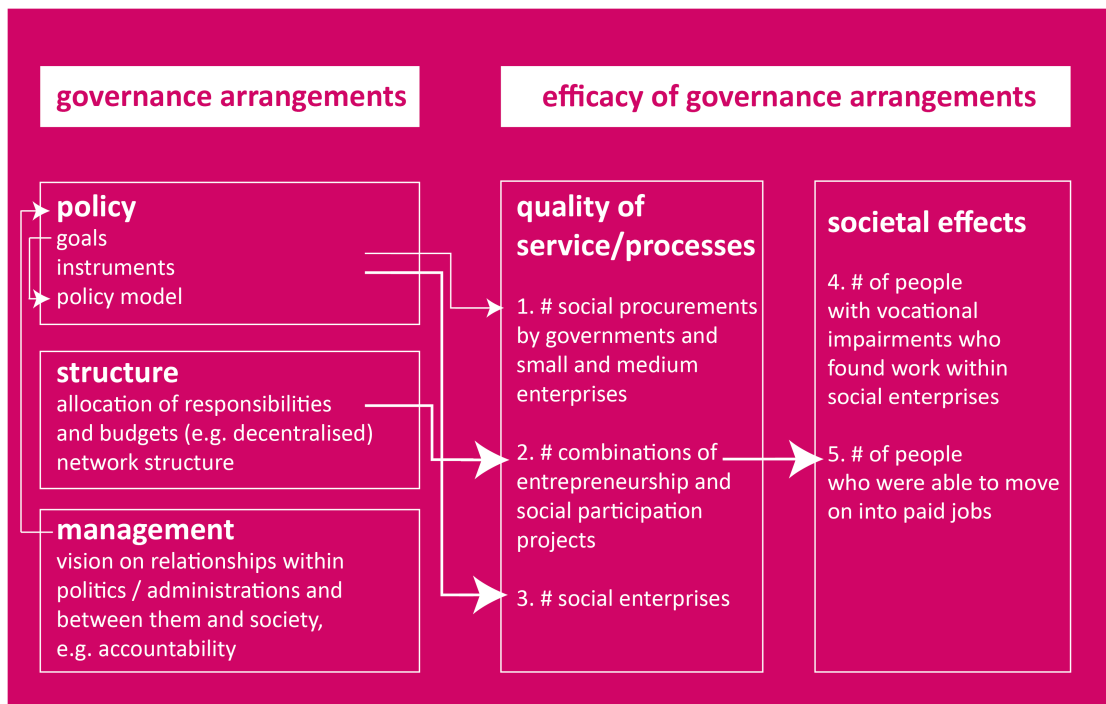 governance arrangements
efficacy of governance arrangements
policy
goals
instruments
policy model
structure
allocation of responsibilities
and budgets (e.g. decentralised)
network structure
management
vision on relationships within
politics / administrations and
between them and society,
e.g. accountability
quality of
service/processes
1. # social procurements
by governments and
small and medium
enterprises
2. # combinations of
entrepreneurship and
social participation
projects
3. # social enterprises
societal effects
4. # of people
with vocational
impairments who
found work within
social enterprises
5. # of people
who were able to move
on into paid jobs